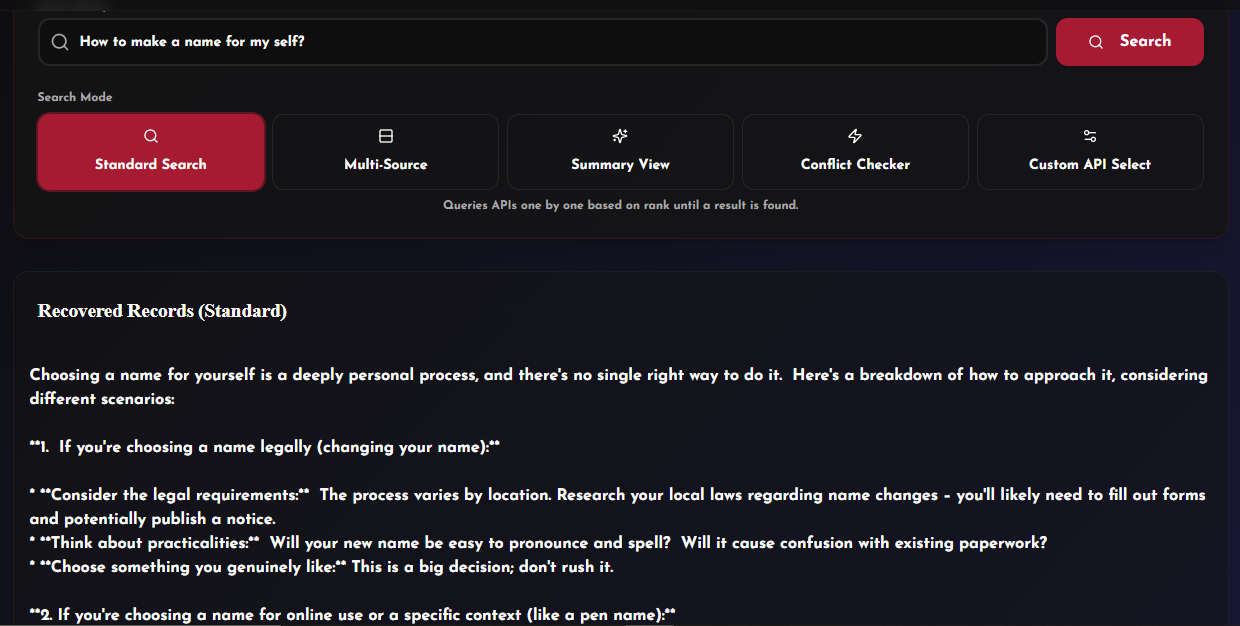 How to make a name for my self?
Search
Search Mode
Standard Search
Multi-Source
Summary View
Conflict Checker
Custom API Select
Queries APIs one by one based on rank until a result is found.
Recovered Records (Standard)
Choosing a name for yourself is a deeply personal process, and there's no single right way to do it.  Here's a breakdown of how to approach it, considering
different scenarios:
**1.  If you're choosing a name legally (changing your name):**
* **Consider the legal requirements:**  The process varies by location. Research your local laws regarding name changes – you'll likely need to fill out forms
and potentially publish a notice.
* **Think about practicalities:**  Will your new name be easy to pronounce and spell?  Will it cause confusion with existing paperwork?
* **Choose something you genuinely like:** This is a big decision; don't rush it.
**2. If you're choosing a name for online use or a specific context (like a pen name):**